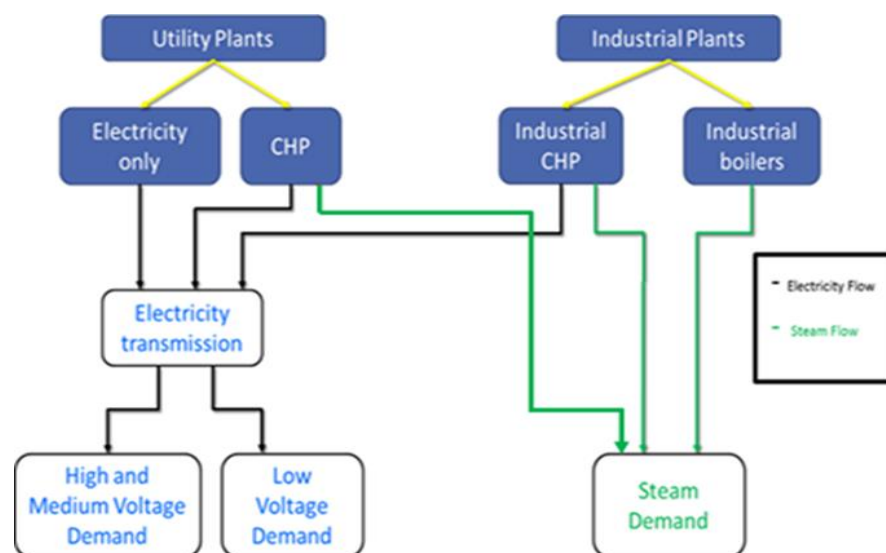 Utility Plants
Industrial Plants
Electricity
only
CHP
Industrial
CHP
Industrial
boilers
- Electricity Flow
- Steam Flow
Electricity
transmission
High and
Medium Voltage
Demand
Low
Voltage
Demand
Steam
Demand